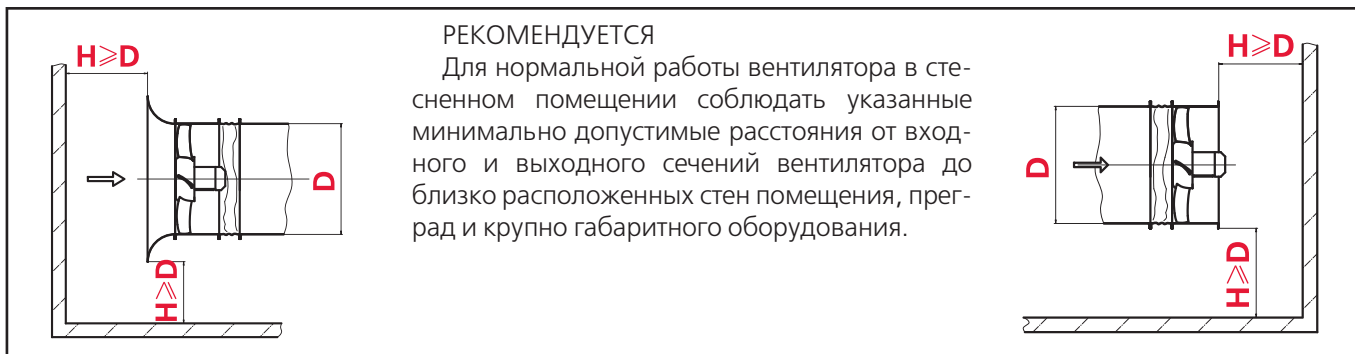 H⩾D
D
H⩾D
РЕКОМЕНДУЕТСЯ
Для нормальной работы вентилятора в сте-
сненном помещении соблюдать указанные
минимально допустимые расстояния от вход-
ного и выходного сечений вентилятора до
близко расположенных стен помещения, прег-
рад и крупно габаритного оборудования.
H⩾D
D
H⩾D